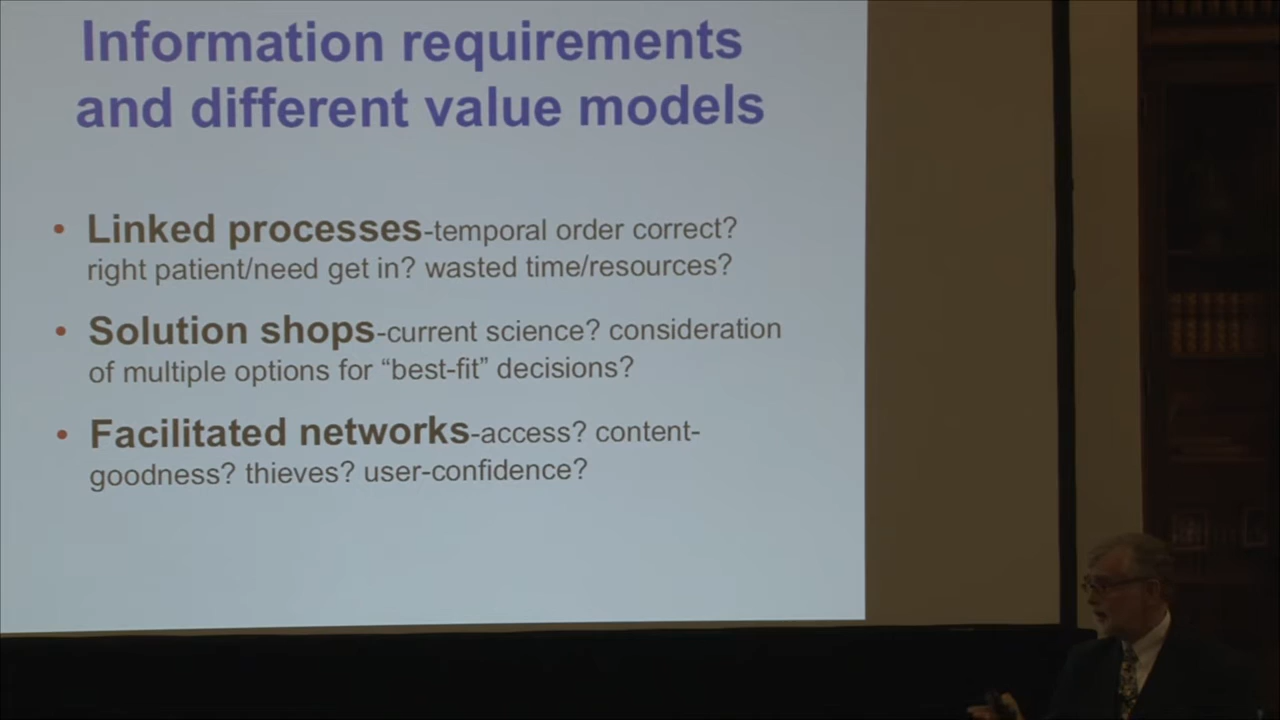 Information requirements
and different value models
• Linked processes-temporal order correct?
right patient/need get in? wasted time/resources?
• Solution shops-current science? consideration
of multiple options for “best-fit” decisions?
• Facilitated networks-access? content-
goodness? thieves? user-confidence?